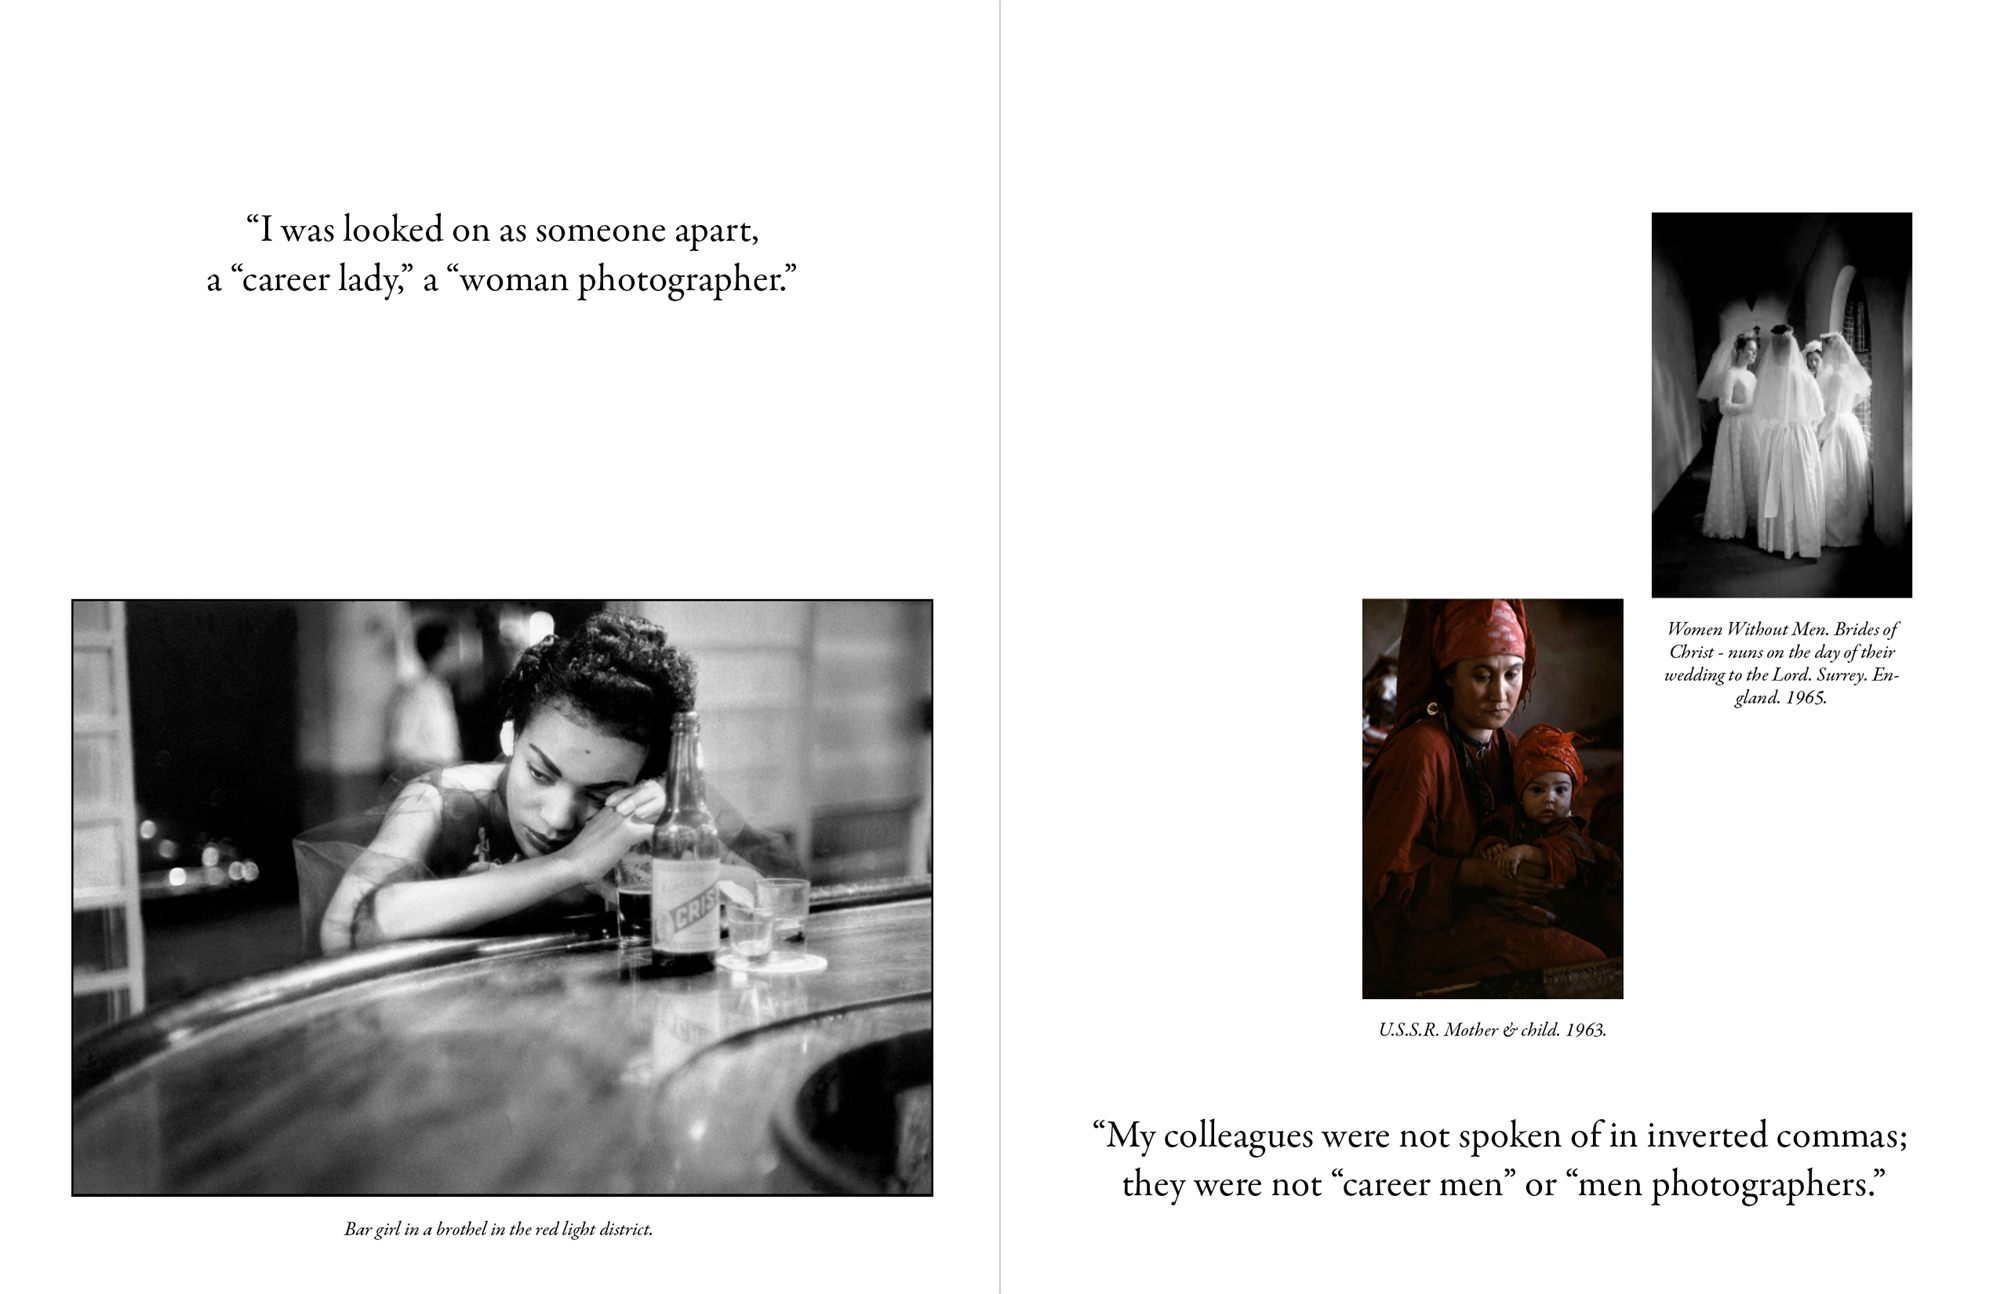 “I was looked on as someone apart,
a “career lady,” a “woman photographer.”
CRIS
Bar girl in a brothel in the red light district.
Women Without Men. Brides of
Christ - nuns on the day of their
wedding to the Lord. Surrey. En-
gland. 1965.
U.S.S.R. Mother & child. 1963.
“My colleagues were not spoken of in inverted commas;
they were not “career men” or “men photographers.”